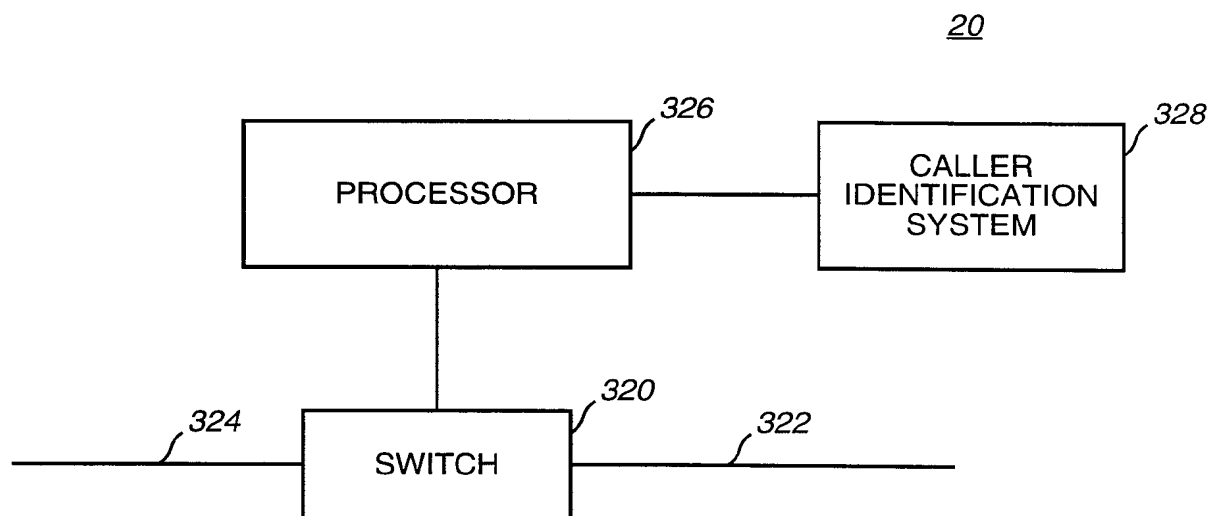 20
326
328
PROCESSOR
CALLER
IDENTIFICATION
SYSTEM
320
324
322
SWITCH